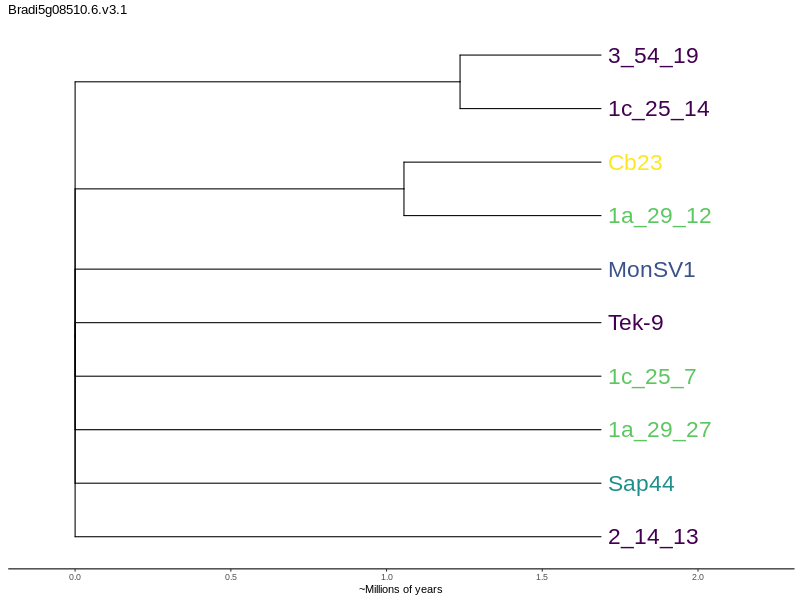 Bradi5g08510.6.v3.1
3_54_19
1c_25_14
Cb23
1a_29_12
MonSV1
Tek-9
1c_25_7
1a_29_27
Sap44
2_14_13
0.0 0.5 1.0 1.5 2.0
~Millions of years